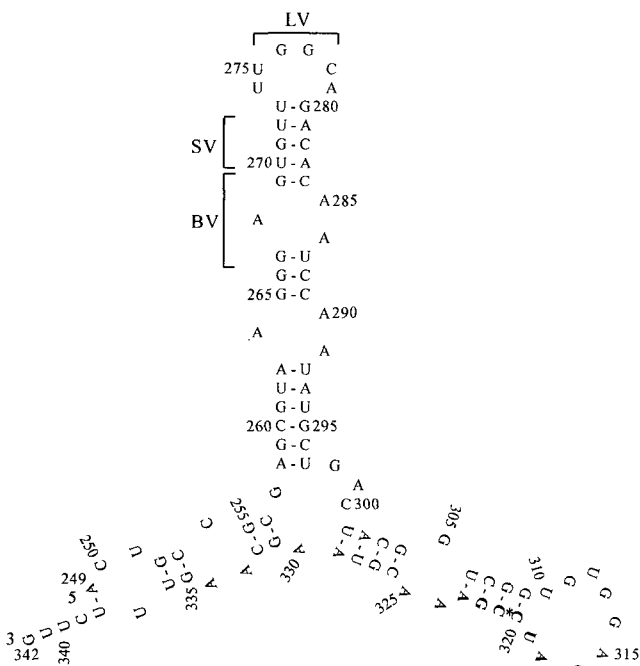 LV
G G
275 U C
U A
U - G 280
U - A
SV G - C
270 U - A
G - C
A 285
BV A
A
G - U
G - C
265 G - C
A 290
A
A
A - U
U - A
G - U
260 C - G 295
G - C
A - U G
G A
C 300
C 255 G - C
G - C
305 G
U - A
A - U
C - G
G - C
250 C U
G - U
C - G
C - U
A A A 330
335
325 A A
U - A
C - G
G - C
G * C
310 U G U G G A 315
249
5 A - U
C
U
340 U U G
3
342
U
320 U A